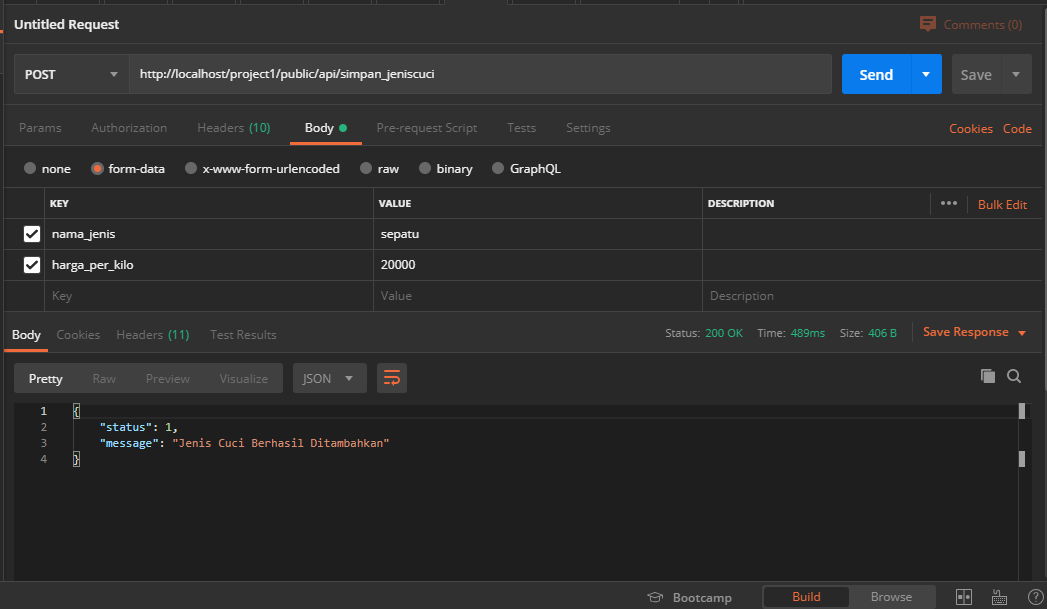 Untitled Request
Comments (0)
POST
http://localhost/project1/public/api/simpan_jeniscuci
Send
Save
Params Authorization Headers (10) Body Pre-request Script Tests Settings
Cookies Code
none form-data x-www-form-urlencoded raw binary GraphQL
KEY VALUE DESCRIPTION ••• Bulk Edit
nama_jenis sepatu
harga_per_kilo 20000
Key Value Description
Body Cookies Headers (11) Test Results
Status: 200 OK Time: 489ms Size: 406 B Save Response
Pretty Raw Preview Visualize JSON
1 {
2 "status": 1,
3 "message": "Jenis Cuci Berhasil Ditambahkan"
4 }
Bootcamp Build Browse ?